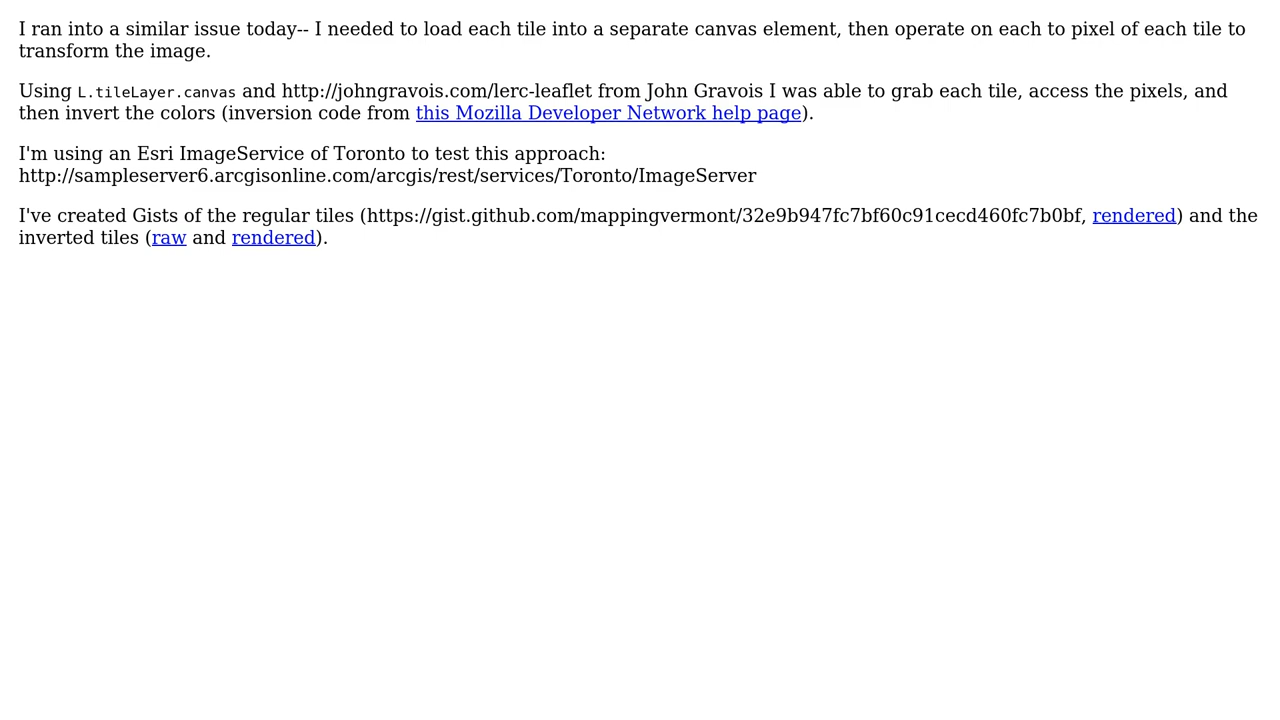 I ran into a similar issue today-- I needed to load each tile into a separate canvas element, then operate on each to pixel of each tile to
transform the image.
Using L.tileLayer.canvas and http://johngravois.com/lerc-leaflet from John Gravois I was able to grab each tile, access the pixels, and
then invert the colors (inversion code from this Mozilla Developer Network help page).
I'm using an Esri ImageService of Toronto to test this approach:
http://sampleserver6.arcgisonline.com/arcgis/rest/services/Toronto/ImageServer
I've created Gists of the regular tiles (https://gist.github.com/mappingvermont/32e9b947fc7bf60c91cecd460fc7b0bf, rendered) and the
inverted tiles (raw and rendered).